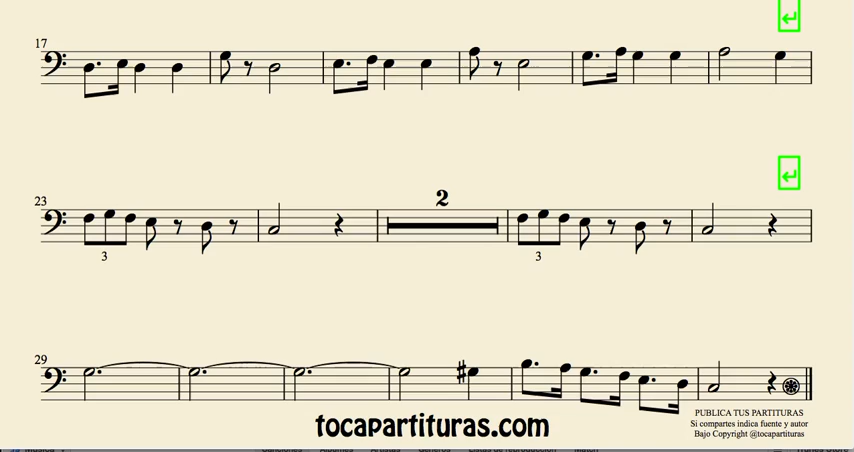 17
2
23
3
3
29
tocapartituras.com
PUBLICA TUS PARTITURAS
Si compartes indica fuente y autor
Bajo Copyright @tocapartituras